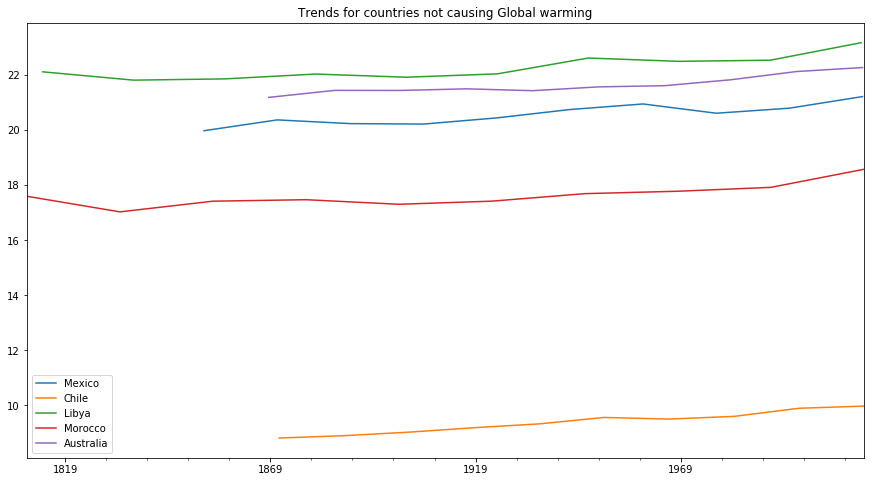 Trends for countries not causing Global warming
22
20
18
16
14
12
10
Mexico
Chile
Libya
Morocco
Australia
1819 1869 1919 1969